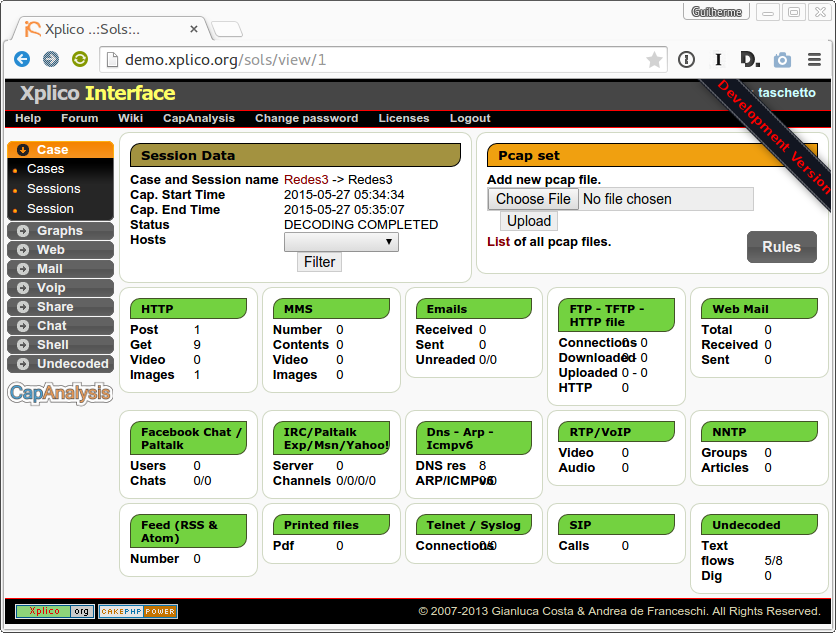 Guilherme
Xplico ..:Sols:..
demo.xplico.org/sols/view/1
Xplico Interface
taschetto
Development Version
Help Forum Wiki CapAnalysis Change password Licenses Logout
Case
Cases
Sessions
Session
Graphs
Web
Mail
Voip
Share
Chat
Shell
Undecoded
CapAnalysis
Session Data
Case and Session name Redes3 -> Redes3
Cap. Start Time 2015-05-27 05:34:34
Cap. End Time 2015-05-27 05:35:07
Status DECODING COMPLETED
Hosts
Filter
Pcap set
Add new pcap file.
Choose File No file chosen
Upload
List of all pcap files.
Rules
HTTP
Post 1
Get 9
Video 0
Images 1
MMS
Number 0
Contents 0
Video 0
Images 0
Emails
Received 0
Sent 0
Unreaded 0/0
FTP - TFTP -
HTTP file
Connections 0 - 0
Downloaded 0 - 0
Uploaded 0 - 0
HTTP 0
Web Mail
Total 0
Received 0
Sent 0
Facebook Chat /
Paltalk
Users 0
Chats 0/0
IRC/Paltalk
Exp/Msn/Yahoo!
Server 0
Channels 0/0/0/0
Dns - Arp -
Icmpv6
DNS res 8
ARP/ICMPv6 0/0
RTP/VoIP
Video 0
Audio 0
NNTP
Groups 0
Articles 0
Feed (RSS &
Atom)
Number 0
Printed files
Pdf 0
Telnet / Syslog
Connections 0/0
SIP
Calls 0
Undecoded
Text
flows 5/8
Dig 0
Xplico org CAKEPHP POWER
© 2007-2013 Gianluca Costa & Andrea de Franceschi. All Rights Reserved.